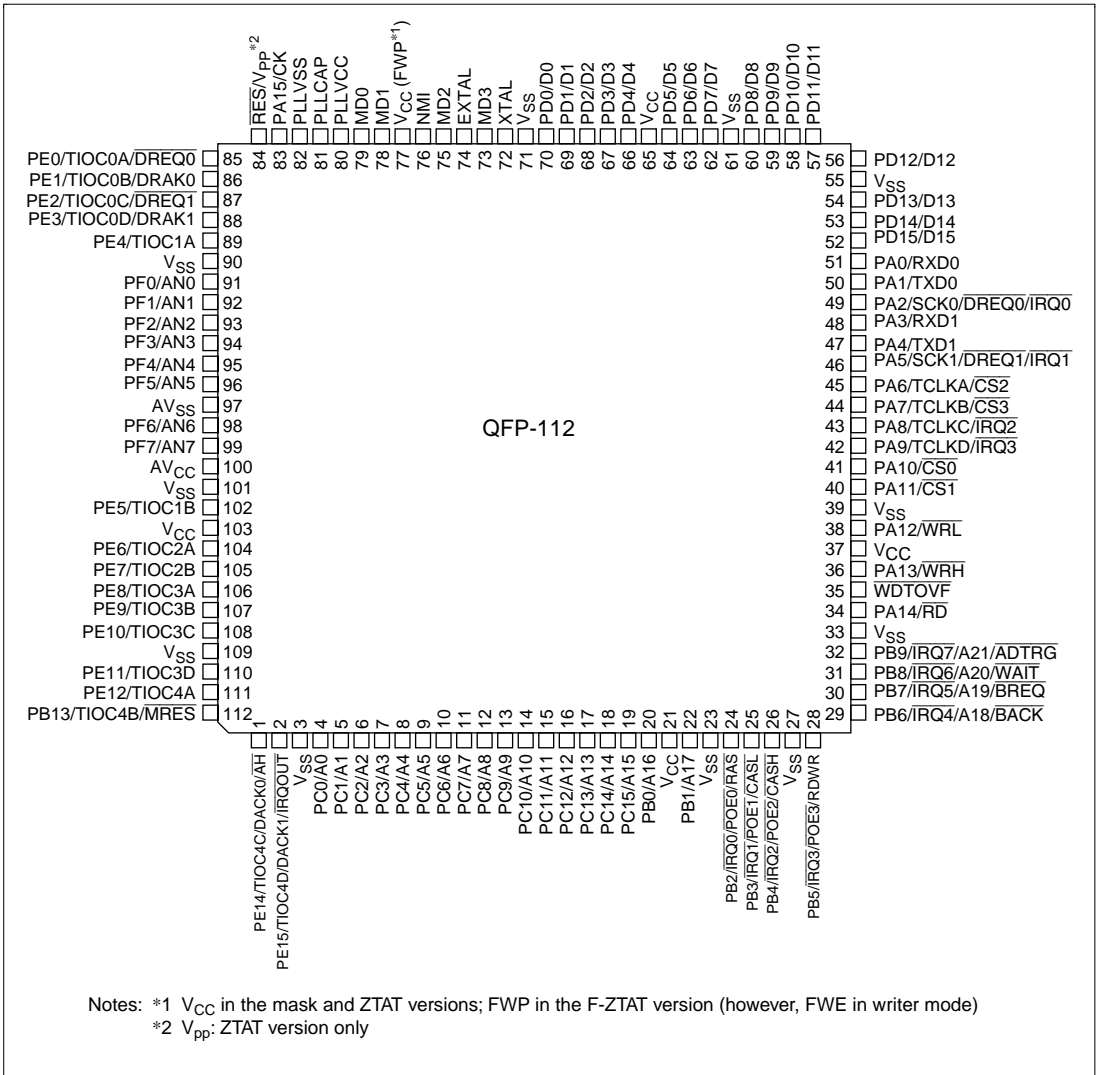 RES/VPP*2
PA15/CK
PLLVSS
PLLCAP
PLLVCC
MD0
MD1
VCC (FWP*1)
NMI
MD2
EXTAL
MD3
XTAL
VSS
PD0/D0
PD1/D1
PD2/D2
PD3/D3
PD4/D4
VCC
PD5/D5
PD6/D6
PD7/D7
VSS
PD8/D8
PD9/D9
PD10/D10
PD11/D11
84
83
82
81
80
79
78
77
76
75
74
73
72
71
70
69
68
67
66
65
64
63
62
61
60
59
58
57
PE0/TIOC0A/DREQ0 85
PE1/TIOC0B/DRAK0 86
PE2/TIOC0C/DREQ1 87
PE3/TIOC0D/DRAK1 88
PE4/TIOC1A 89
VSS 90
PF0/AN0 91
PF1/AN1 92
PF2/AN2 93
PF3/AN3 94
PF4/AN4 95
PF5/AN5 96
AVSS 97
PF6/AN6 98
PF7/AN7 99
AVCC 100
VSS 101
PE5/TIOC1B 102
VCC 103
PE6/TIOC2A 104
PE7/TIOC2B 105
PE8/TIOC3A 106
PE9/TIOC3B 107
PE10/TIOC3C 108
VSS 109
PE11/TIOC3D 110
PE12/TIOC4A 111
PB13/TIOC4B/MRES 112
QFP-112
56 PD12/D12
55 VSS
54 PD13/D13
53 PD14/D14
52 PD15/D15
51 PA0/RXD0
50 PA1/TXD0
49 PA2/SCK0/DREQ0/IRQ0
48 PA3/RXD1
47 PA4/TXD1
46 PA5/SCK1/DREQ1/IRQ1
45 PA6/TCLKA/CS2
44 PA7/TCLKB/CS3
43 PA8/TCLKC/IRQ2
42 PA9/TCLKD/IRQ3
41 PA10/CS0
40 PA11/CS1
39 VSS
38 PA12/WRL
37 VCC
36 PA13/WRH
35 WDTOVF
34 PA14/RD
33 VSS
32 PB9/IRQ7/A21/ADTRG
31 PB8/IRQ6/A20/WAIT
30 PB7/IRQ5/A19/BREQ
29 PB6/IRQ4/A18/BACK
1
2
3
4
5
6
7
8
9
10
11
12
13
14
15
16
17
18
19
20
21
22
23
24
25
26
27
28
PE14/TIOC4C/DACK0/AH
PE15/TIOC4D/DACK1/IRQOUT
VSS
PC0/A0
PC1/A1
PC2/A2
PC3/A3
PC4/A4
PC5/A5
PC6/A6
PC7/A7
PC8/A8
PC9/A9
PC10/A10
PC11/A11
PC12/A12
PC13/A13
PC14/A14
PC15/A15
PB0/A16
VCC
PB1/A17
VSS
PB2/IRQ0/POE0/RAS
PB3/IRQ1/POE1/CASL
PB4/IRQ2/POE2/CASH
VSS
PB5/IRQ3/POE3/RDWR
Notes: *1 VCC in the mask and ZTAT versions; FWP in the F-ZTAT version (however, FWE in writer mode)
*2 Vpp: ZTAT version only